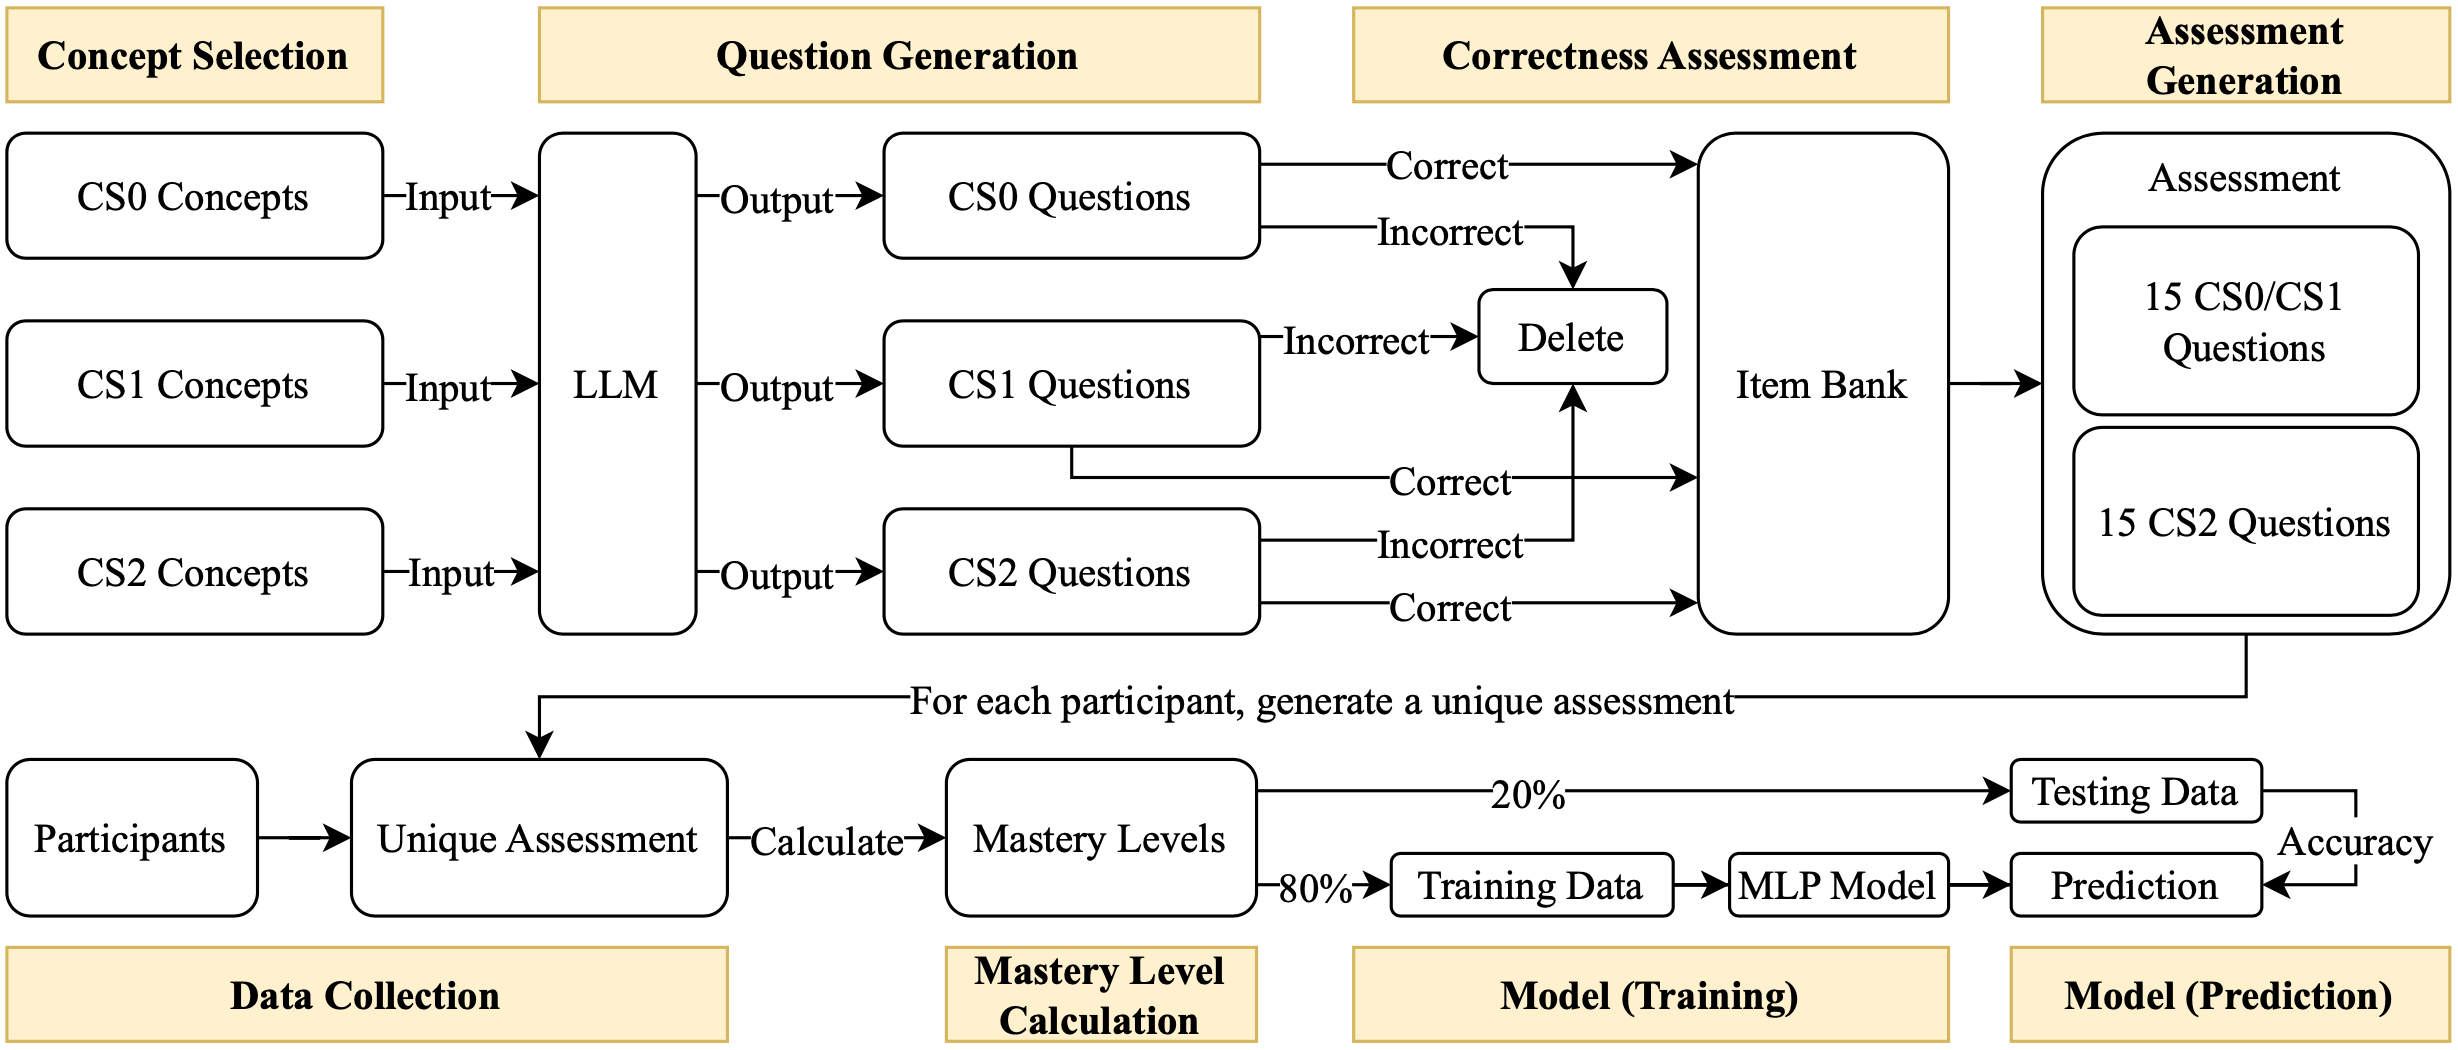 Concept Selection
Question Generation
Correctness Assessment
Assessment
Generation
CS0 Concepts
Input
LLM
Output
CS0 Questions
Correct
Incorrect
CS1 Concepts
Input
Output
CS1 Questions
Incorrect
Delete
Correct
CS2 Concepts
Input
Output
CS2 Questions
Incorrect
Correct
Item Bank
Assessment
15 CS0/CS1
Questions
15 CS2 Questions
For each participant, generate a unique assessment
Participants
Unique Assessment
Calculate
Mastery Levels
20%
Testing Data
80%
Training Data
MLP Model
Prediction
Accuracy
Data Collection
Mastery Level
Calculation
Model (Training)
Model (Prediction)